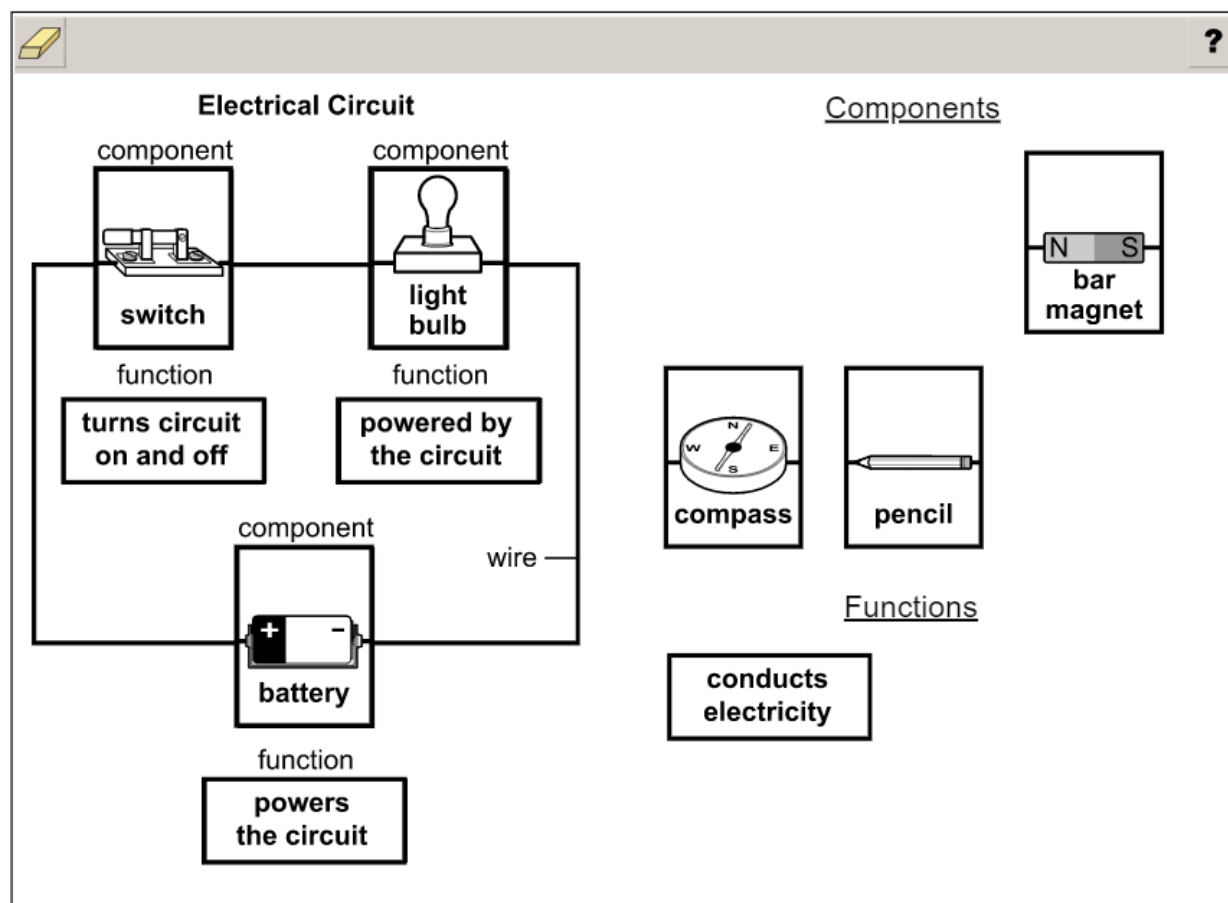 ?
Electrical Circuit
component
component
switch
light
bulb
function
function
turns circuit
on and off
powered by
the circuit
component
wire
+ -
battery
function
powers
the circuit
Components
N S
bar
magnet
N
W E
S
compass
pencil
Functions
conducts
electricity